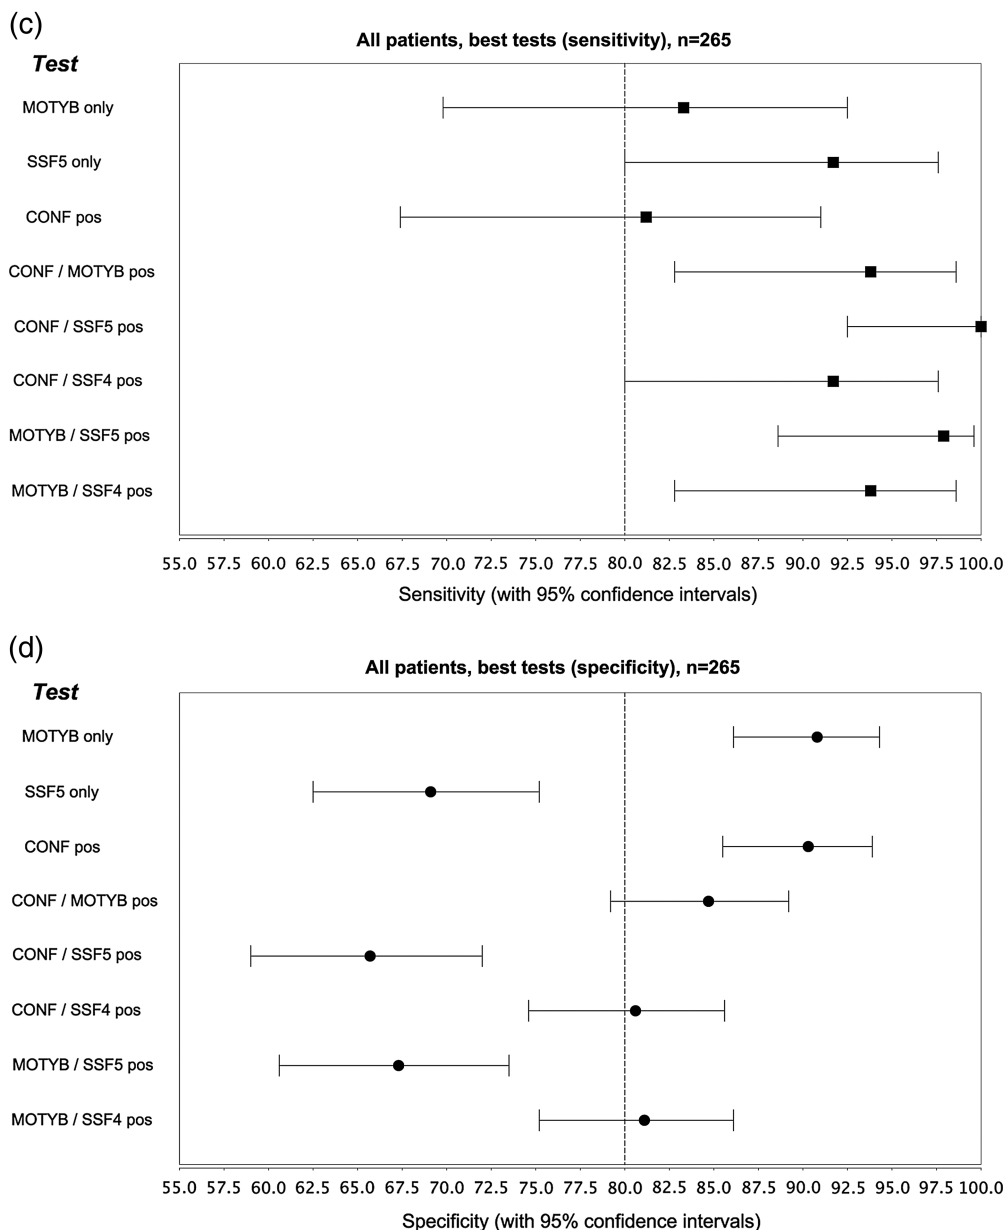 (c)
All patients, best tests (sensitivity), n=265
Test
MOTYB only
SSF5 only
CONF pos
CONF / MOTYB pos
CONF / SSF5 pos
CONF / SSF4 pos
MOTYB / SSF5 pos
MOTYB / SSF4 pos
55.0 57.5 60.0 62.5 65.0 67.5 70.0 72.5 75.0 77.5 80.0 82.5 85.0 87.5 90.0 92.5 95.0 97.5 100.0
Sensitivity (with 95% confidence intervals)
(d)
All patients, best tests (specificity), n=265
Test
MOTYB only
SSF5 only
CONF pos
CONF / MOTYB pos
CONF / SSF5 pos
CONF / SSF4 pos
MOTYB / SSF5 pos
MOTYB / SSF4 pos
55.0 57.5 60.0 62.5 65.0 67.5 70.0 72.5 75.0 77.5 80.0 82.5 85.0 87.5 90.0 92.5 95.0 97.5 100.0
Specificity (with 95% confidence intervals)